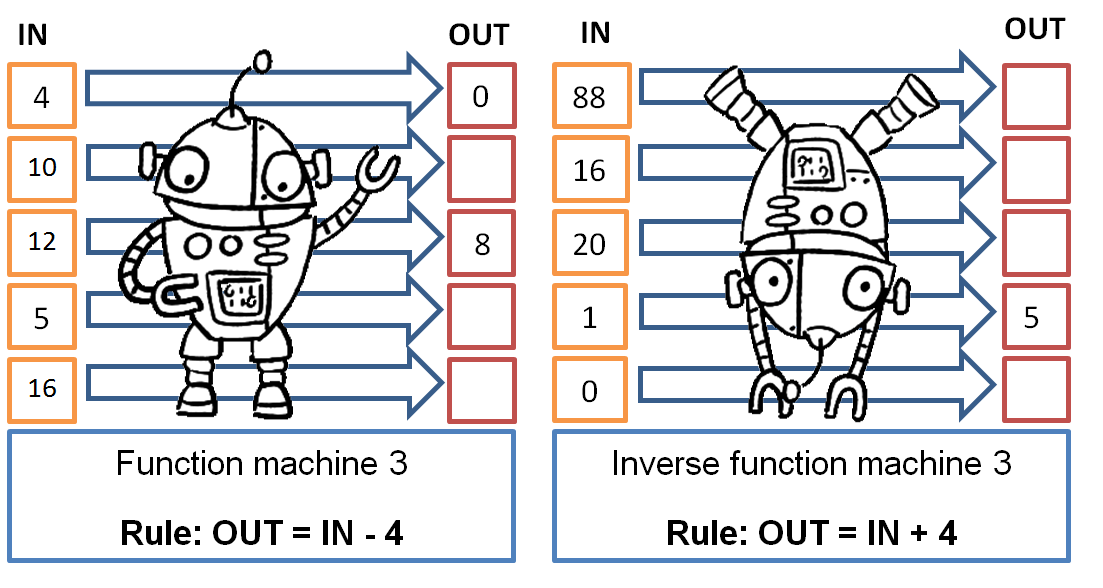 IN OUT
4 0
10
12 8
5
16
Function machine 3
Rule: OUT = IN - 4
IN OUT
88
16
20
1 5
0
Inverse function machine 3
Rule: OUT = IN + 4